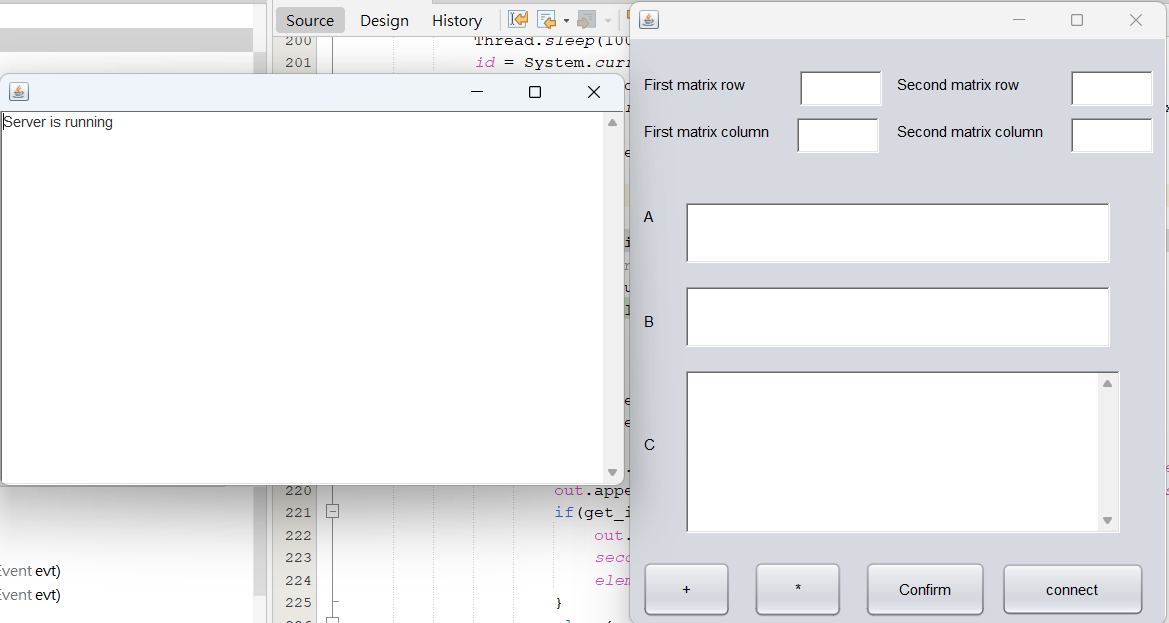 Source Design History
200 Thread.sleep(100
201 id = System.curr
Server is running
220 out.appe
221 if(get_i
222 out.
223 seco
224 elem
225 }
Event evt)
Event evt)
First matrix row
Second matrix row
First matrix column
Second matrix column
A
B
C
+ * Confirm connect